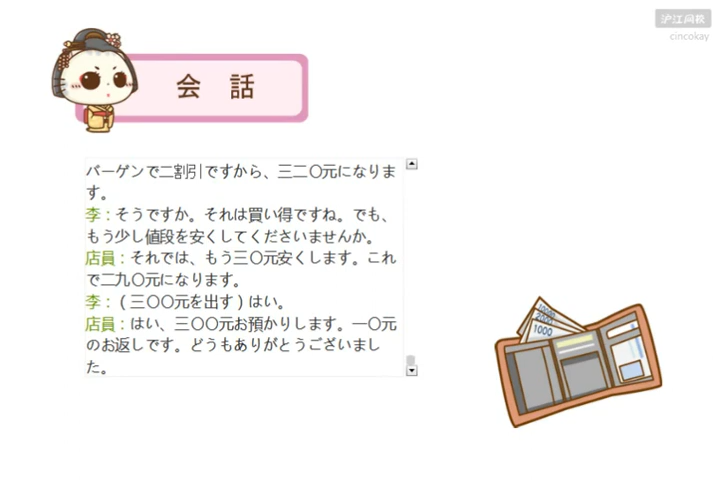 沪江网校
cincokay
会 話
バーゲンで二割引ですから、三二〇元になりま
す。
李：そうですか。それは買い得ですね。でも、
もう少し値段を安くしてくださいませんか。
店員：それでは、もう三〇元安くします。これ
で二九〇元になります。
李：（三〇〇元を出す）はい。
店員：はい、三〇〇元お預かりします。一〇元
のお返しです。どうもありがとうございまし
た。
10000
2000
1000